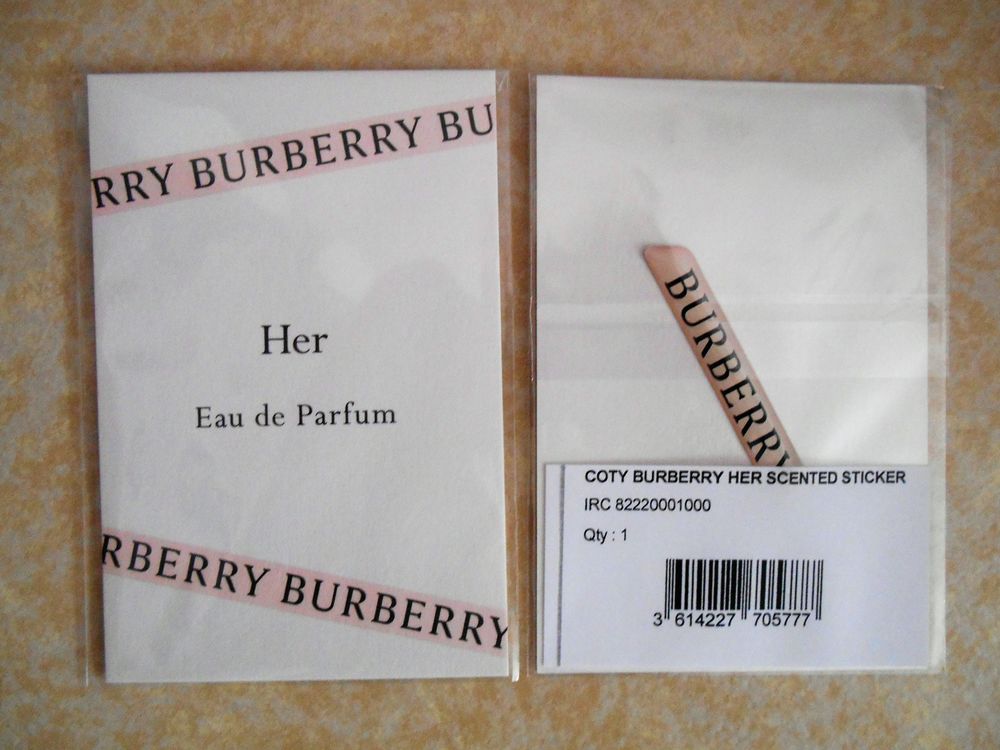 RRY BURBERRY BU
Her
Eau de Parfum
RBERRY BURBERRY
BURBERRY
COTY BURBERRY HER SCENTED STICKER
IRC 82220001000
Qty : 1
3 614227 705777